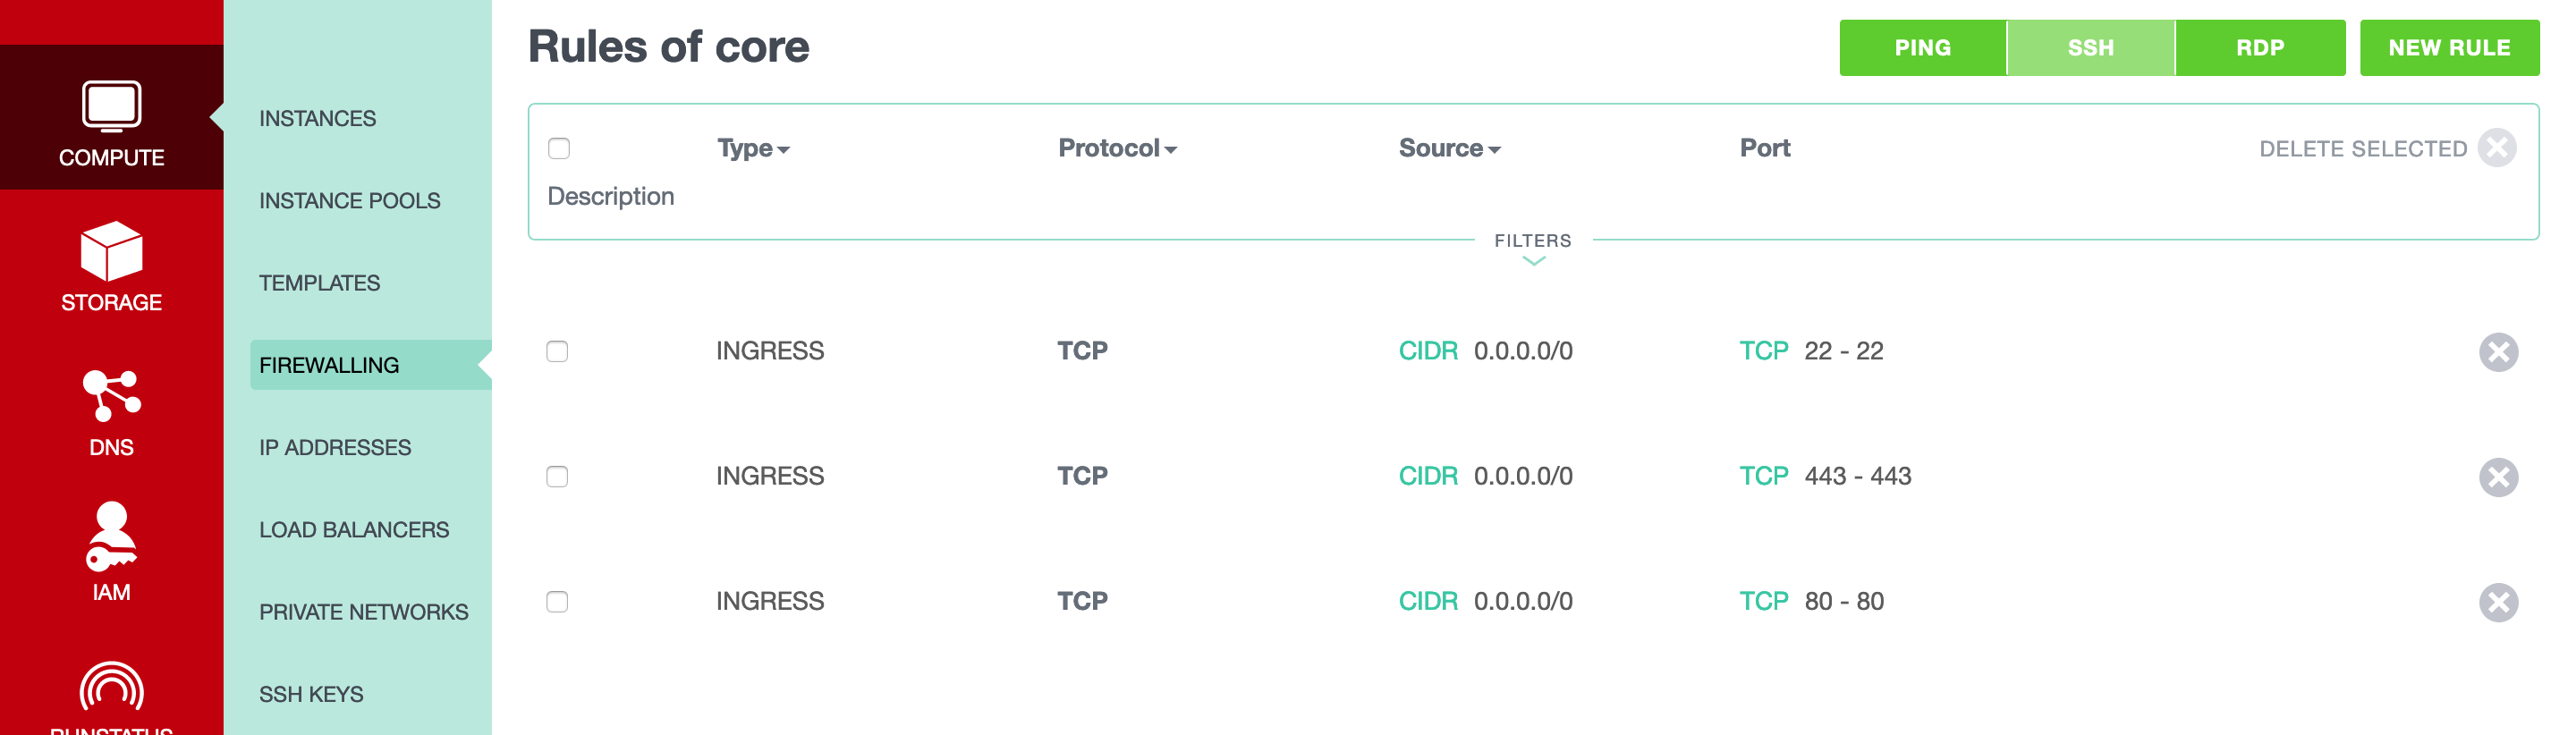 Rules of core
PING SSH RDP NEW RULE
COMPUTE
STORAGE
DNS
IAM
RUNSTATUS
INSTANCES
INSTANCE POOLS
TEMPLATES
FIREWALLING
IP ADDRESSES
LOAD BALANCERS
PRIVATE NETWORKS
SSH KEYS
Type Protocol Source Port DELETE SELECTED
Description
FILTERS
INGRESS TCP CIDR 0.0.0.0/0 TCP 22 - 22
INGRESS TCP CIDR 0.0.0.0/0 TCP 443 - 443
INGRESS TCP CIDR 0.0.0.0/0 TCP 80 - 80